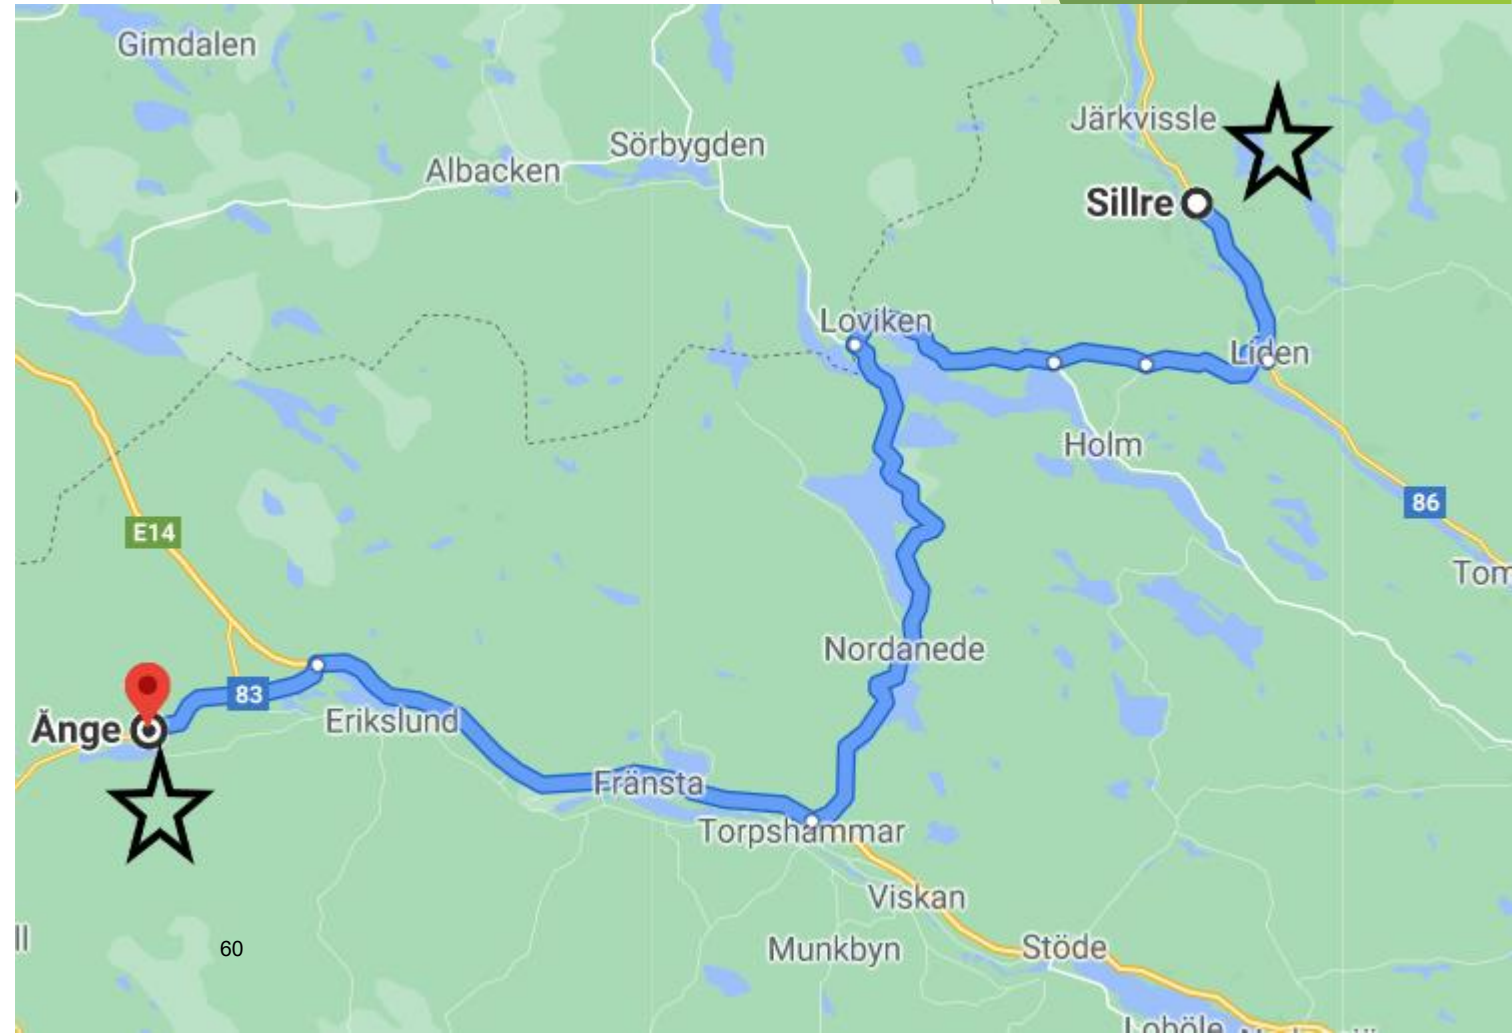 Gimdalen
Järkvissle
Sörbygden
Albacken
Sillre
Loviken
Liden
Holm
86
E14
Tom
Nordanede
83
Ånge
Erikslund
Fränsta
Torpshammar
Viskan
ll
60
Munkbyn
Stöde